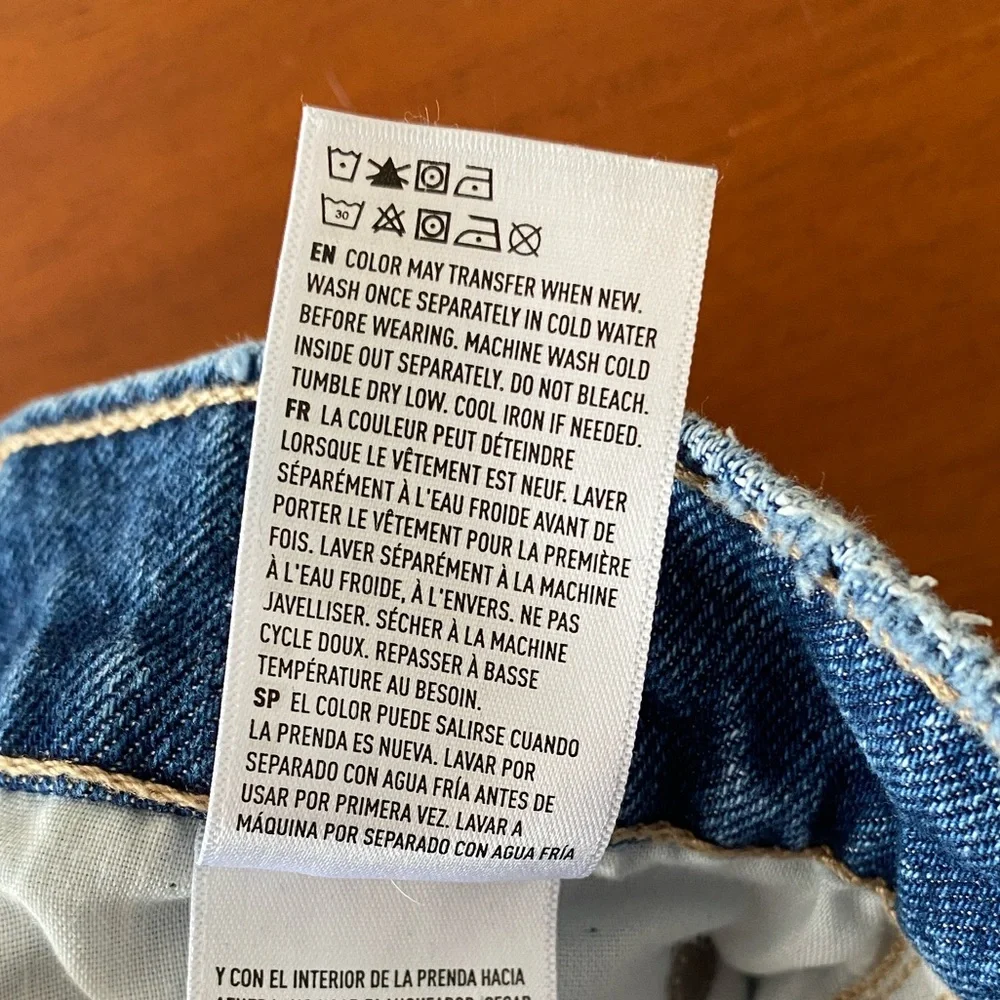 30
EN COLOR MAY TRANSFER WHEN NEW.
WASH ONCE SEPARATELY IN COLD WATER
BEFORE WEARING. MACHINE WASH COLD
INSIDE OUT SEPARATELY. DO NOT BLEACH.
TUMBLE DRY LOW. COOL IRON IF NEEDED.
FR LA COULEUR PEUT DÉTEINDRE
LORSQUE LE VÊTEMENT EST NEUF. LAVER
SÉPARÉMENT À L'EAU FROIDE AVANT DE
PORTER LE VÊTEMENT POUR LA PREMIÈRE
FOIS. LAVER SÉPARÉMENT À LA MACHINE
À L'EAU FROIDE, À L'ENVERS. NE PAS
JAVELLISER. SÉCHER À LA MACHINE
CYCLE DOUX. REPASSER À BASSE
TEMPÉRATURE AU BESOIN.
SP EL COLOR PUEDE SALIRSE CUANDO
LA PRENDA ES NUEVA. LAVAR POR
SEPARADO CON AGUA FRÍA ANTES DE
USAR POR PRIMERA VEZ. LAVAR A
MÁQUINA POR SEPARADO CON AGUA FRÍA
Y CON EL INTERIOR DE LA PRENDA HACIA